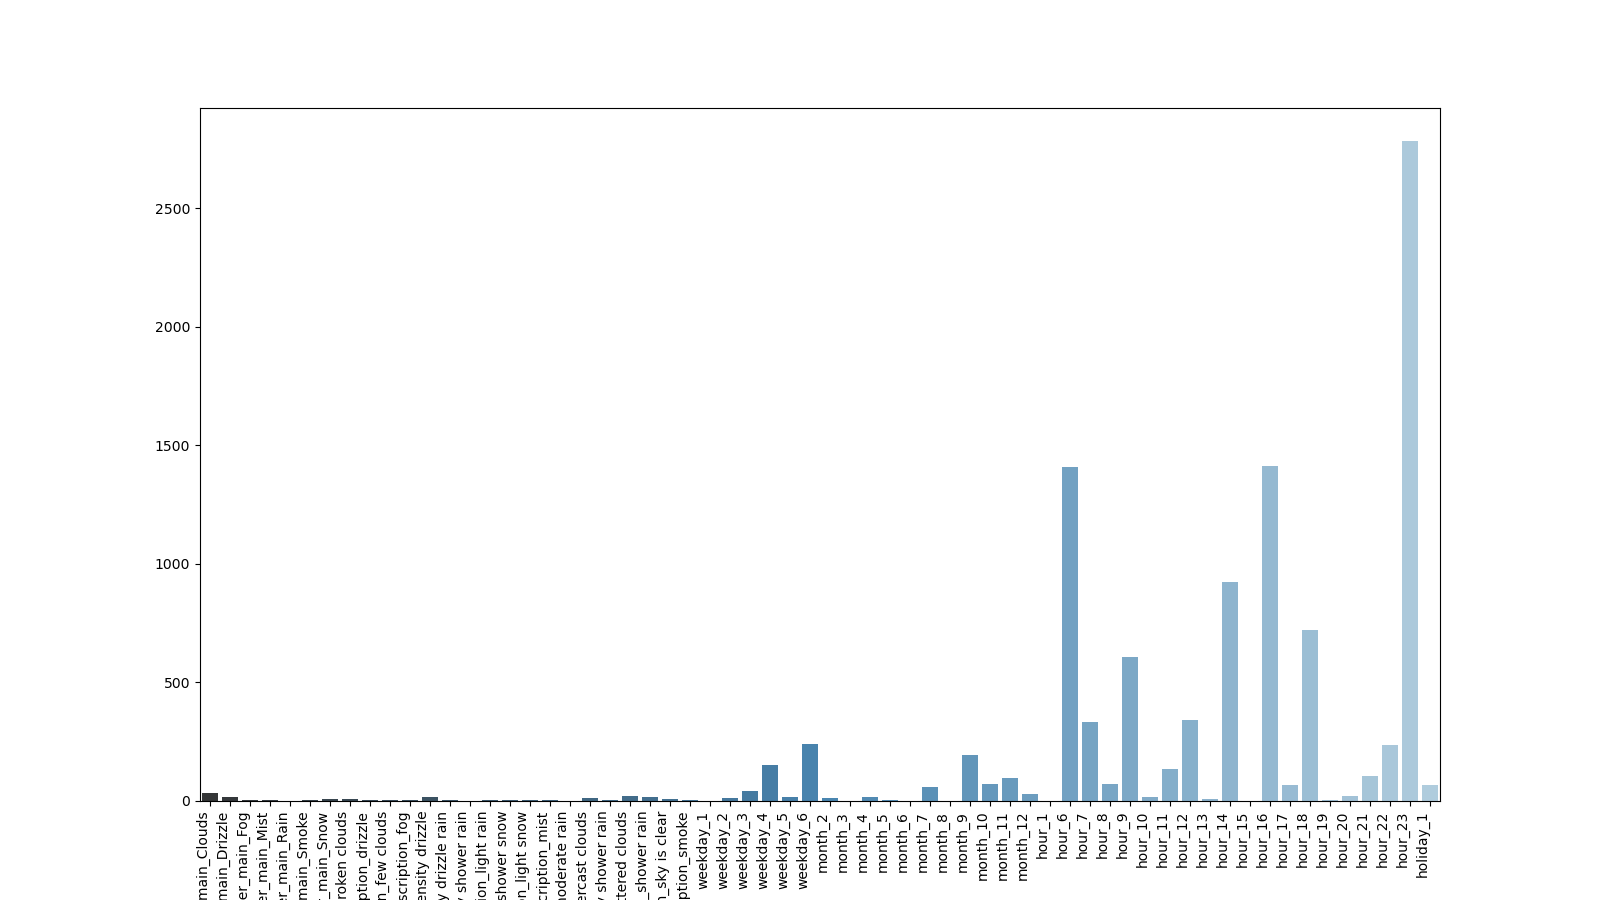 2500
2000
1500
1000
500
0
main_Clouds
main_Drizzle
er_main_Fog
er_main_Mist
er_main_Rain
main_Smoke
r_main_Snow
roken clouds
ption_drizzle
n_few clouds
scription_fog
ensity drizzle
y drizzle rain
y shower rain
ion_light rain
shower snow
on_light snow
cription_mist
noderate rain
ercast clouds
y shower rain
ttered clouds
_shower rain
n_sky is clear
ption_smoke
weekday_1
weekday_2
weekday_3
weekday_4
weekday_5
weekday_6
month_2
month_3
month_4
month_5
month_6
month_7
month_8
month_9
month_10
month_11
month_12
hour_1
hour_6
hour_7
hour_8
hour_9
hour_10
hour_11
hour_12
hour_13
hour_14
hour_15
hour_16
hour_17
hour_18
hour_19
hour_20
hour_21
hour_22
hour_23
holiday_1